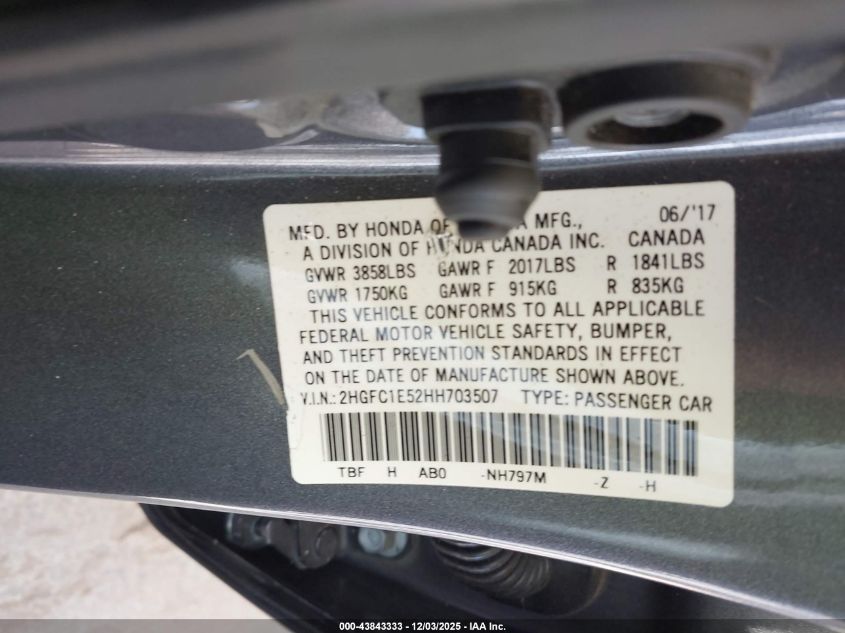 MFD. BY HONDA OF MFG., 06/'17
A DIVISION OF HONDA CANADA INC. CANADA
GVWR 3858LBS GAWR F 2017LBS R 1841LBS
GVWR 1750KG GAWR F 915KG R 835KG
THIS VEHICLE CONFORMS TO ALL APPLICABLE
FEDERAL MOTOR VEHICLE SAFETY, BUMPER,
AND THEFT PREVENTION STANDARDS IN EFFECT
ON THE DATE OF MANUFACTURE SHOWN ABOVE.
V.I.N.: 2HGFC1E52HH703507 TYPE: PASSENGER CAR
TBF H AB0 -NH797M -Z -H
000-43843333 - 12/03/2025 - IAA Inc.